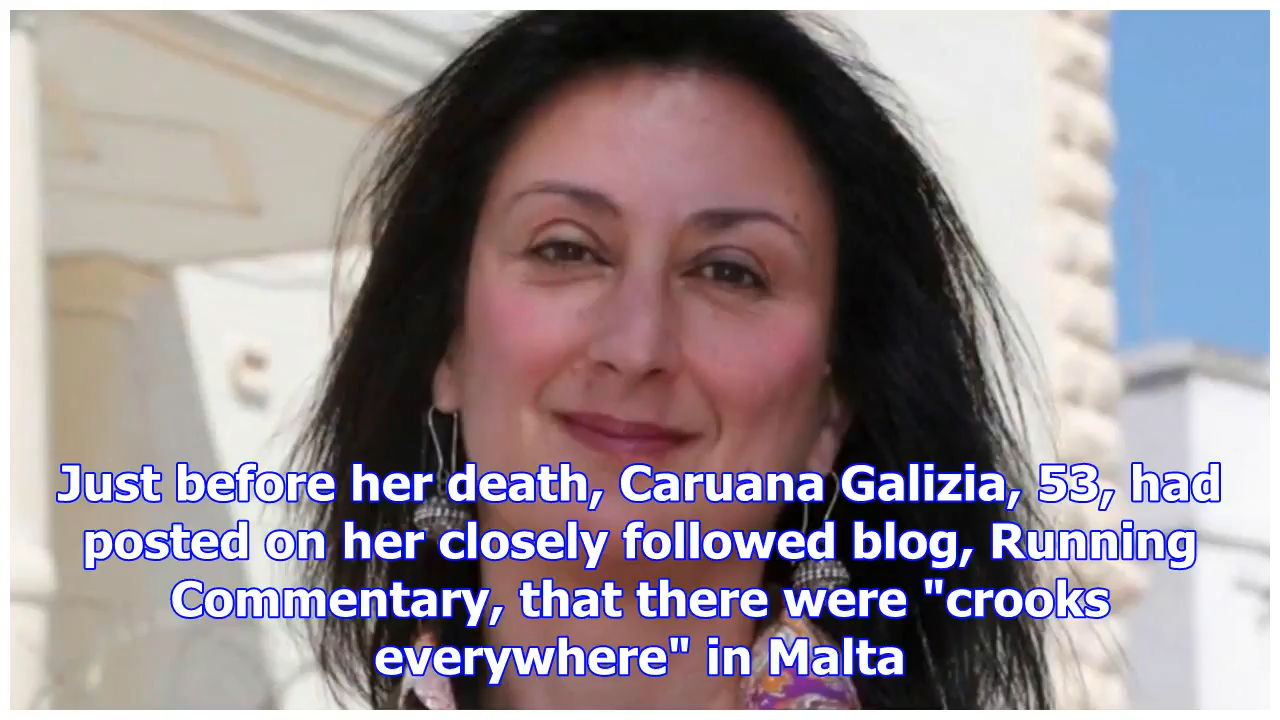 Just before her death, Caruana Galizia, 53, had
posted on her closely followed blog, Running
Commentary, that there were "crooks
everywhere" in Malta